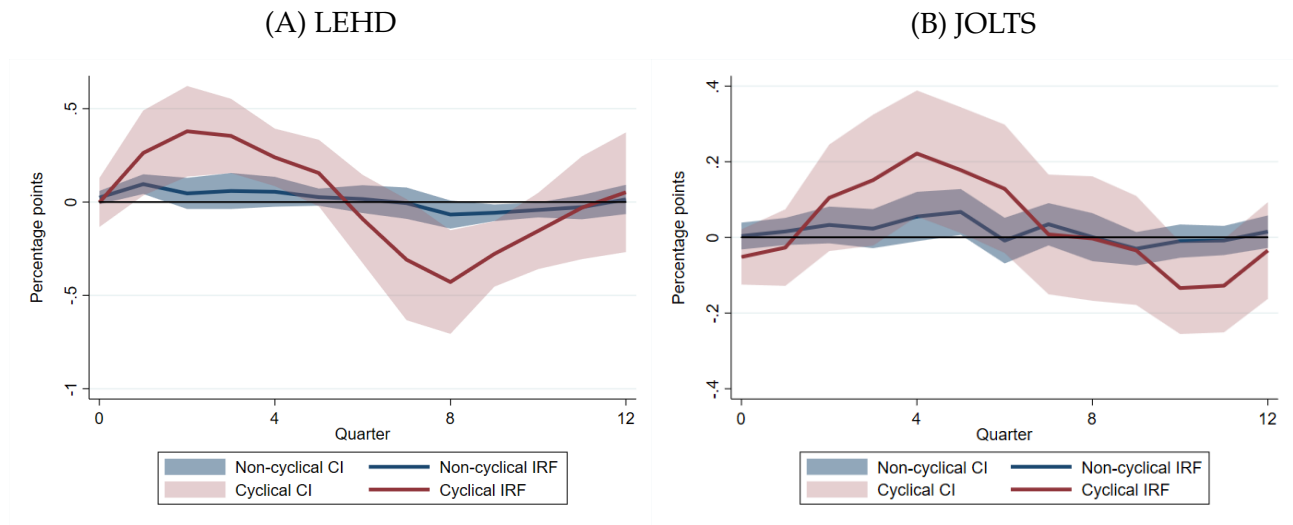 (A) LEHD
Percentage points
.5
0
-.5
-1
0 4 8 12
Quarter
Non-cyclical CI Non-cyclical IRF
Cyclical CI Cyclical IRF
(B) JOLTS
Percentage points
.4
.2
0
-.2
-.4
0 4 8 12
Quarter
Non-cyclical CI Non-cyclical IRF
Cyclical CI Cyclical IRF